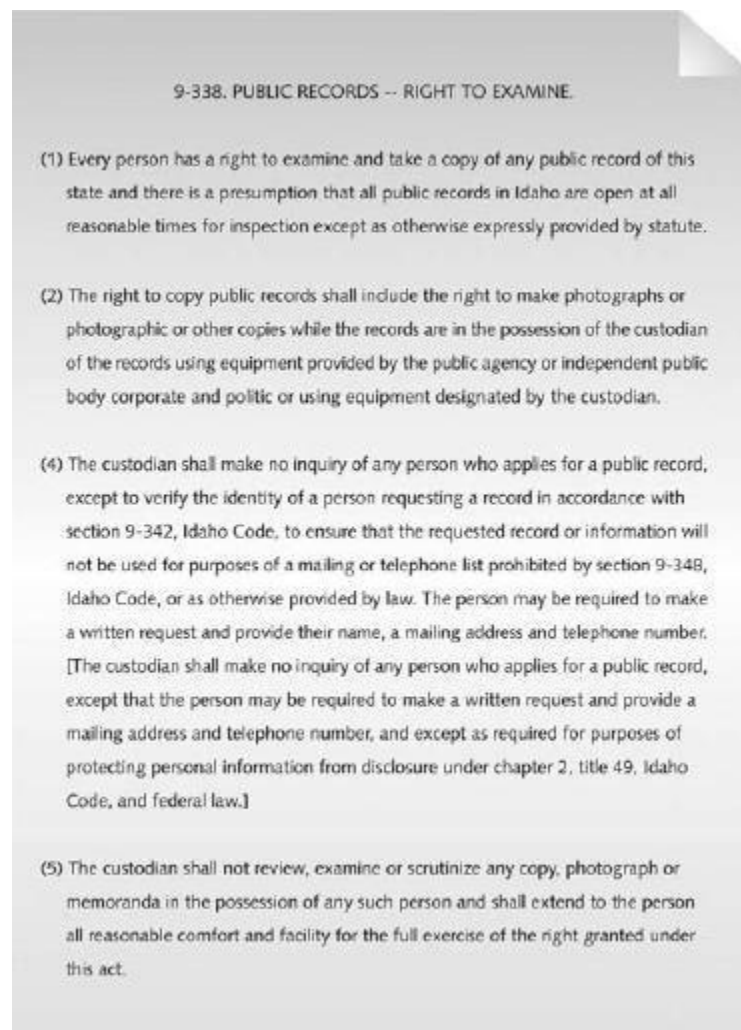 9-338. PUBLIC RECORDS -- RIGHT TO EXAMINE.
(1) Every person has a right to examine and take a copy of any public record of this
state and there is a presumption that all public records in Idaho are open at all
reasonable times for inspection except as otherwise expressly provided by statute.
(2) The right to copy public records shall include the right to make photographs or
photographic or other copies while the records are in the possession of the custodian
of the records using equipment provided by the public agency or independent public
body corporate and politic or using equipment designated by the custodian.
(4) The custodian shall make no inquiry of any person who applies for a public record,
except to verify the identity of a person requesting a record in accordance with
section 9-342, Idaho Code, to ensure that the requested record or information will
not be used for purposes of a mailing or telephone list prohibited by section 9-348,
Idaho Code, or as otherwise provided by law. The person may be required to make
a written request and provide their name, a mailing address and telephone number.
[The custodian shall make no inquiry of any person who applies for a public record,
except that the person may be required to make a written request and provide a
mailing address and telephone number, and except as required for purposes of
protecting personal information from disclosure under chapter 2, title 49, Idaho
Code, and federal law.]
(5) The custodian shall not review, examine or scrutinize any copy, photograph or
memoranda in the possession of any such person and shall extend to the person
all reasonable comfort and facility for the full exercise of the right granted under
this act.